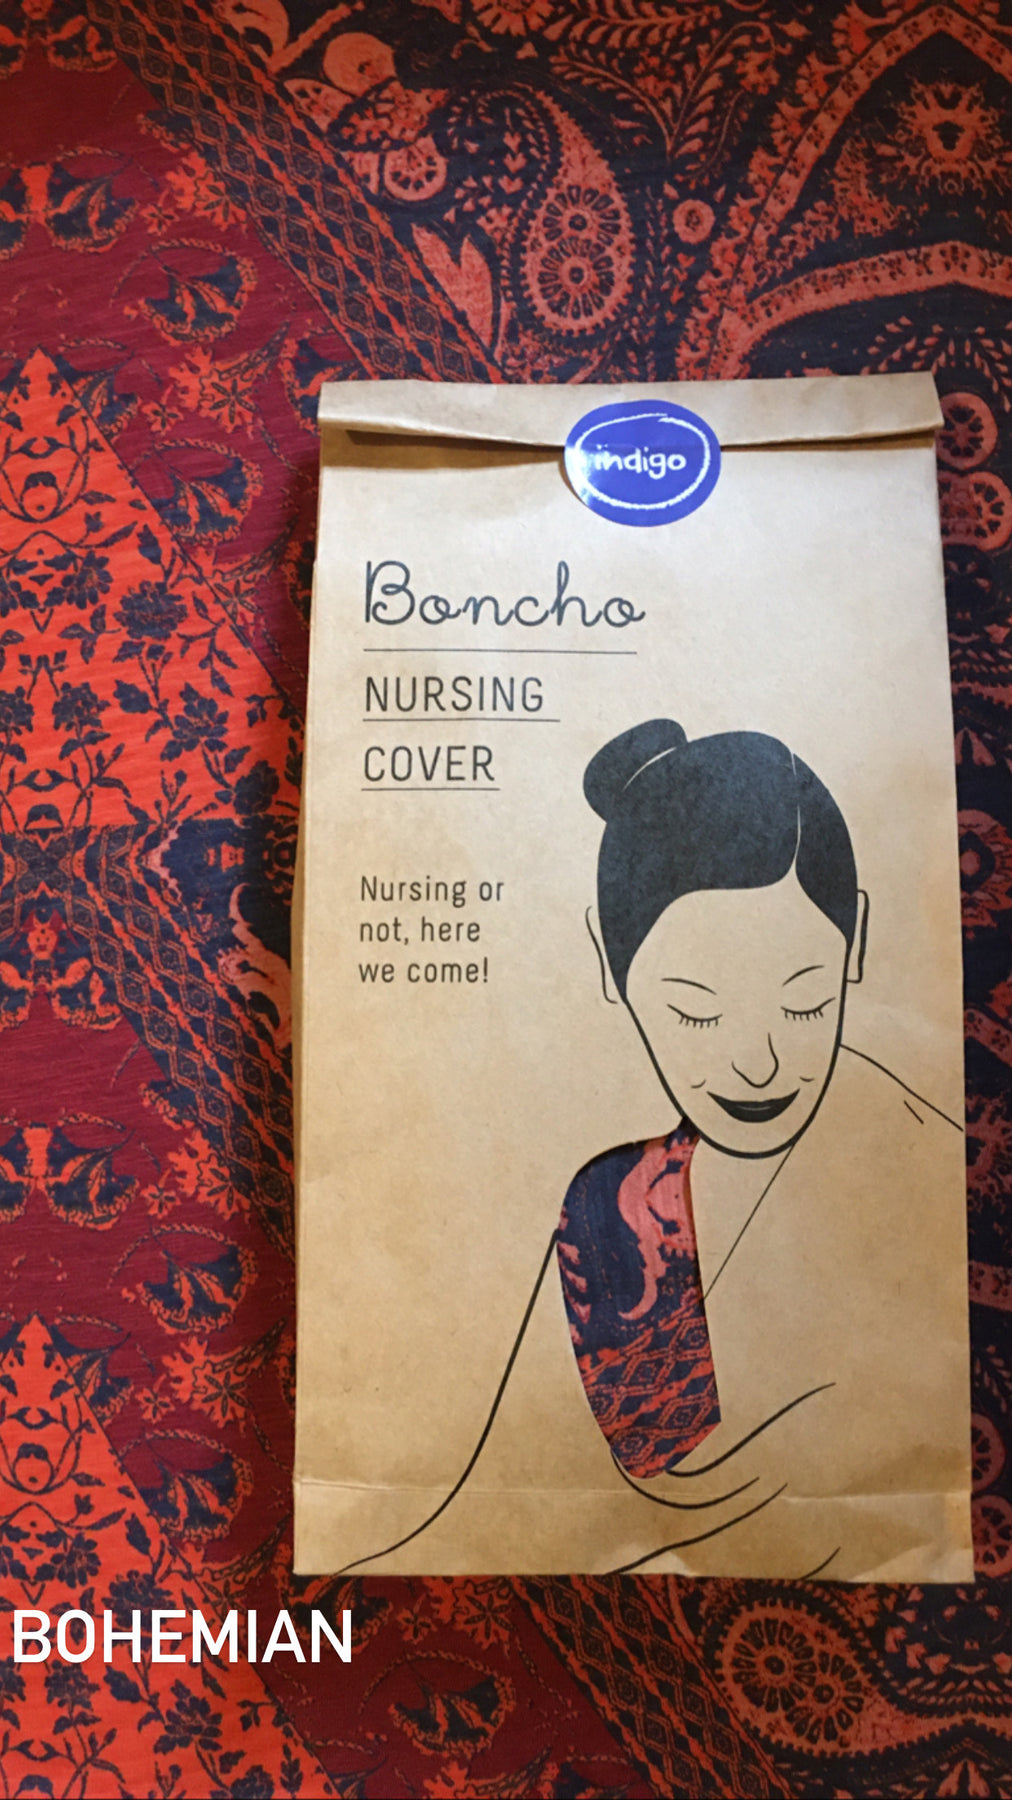 indigo
Boncho
NURSING
COVER
Nursing or
not, here
we come!
BOHEMIAN